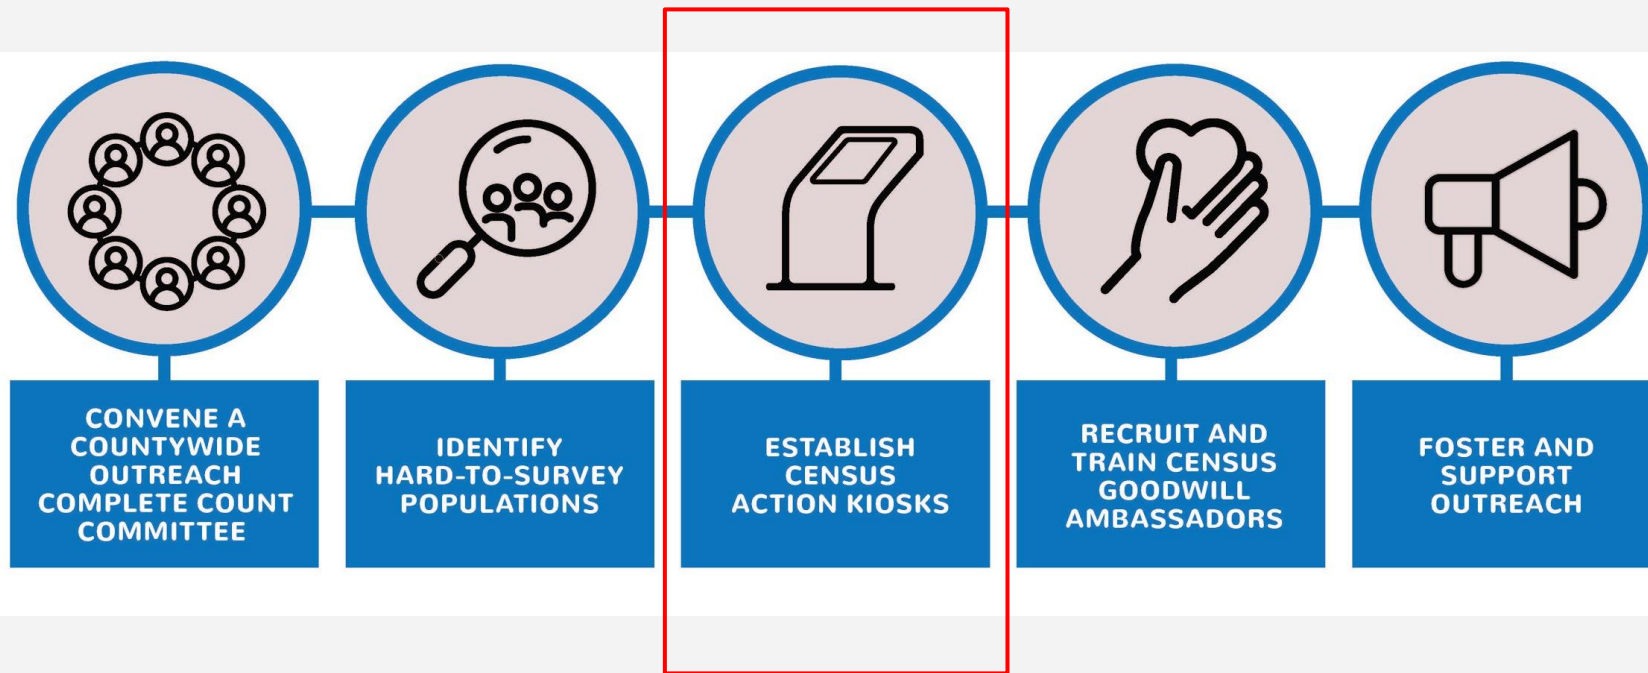 CONVENE A
COUNTYWIDE
OUTREACH
COMPLETE COUNT
COMMITTEE
IDENTIFY
HARD-TO-SURVEY
POPULATIONS
ESTABLISH
CENSUS
ACTION KIOSKS
RECRUIT AND
TRAIN CENSUS
GOODWILL
AMBASSADORS
FOSTER AND
SUPPORT
OUTREACH